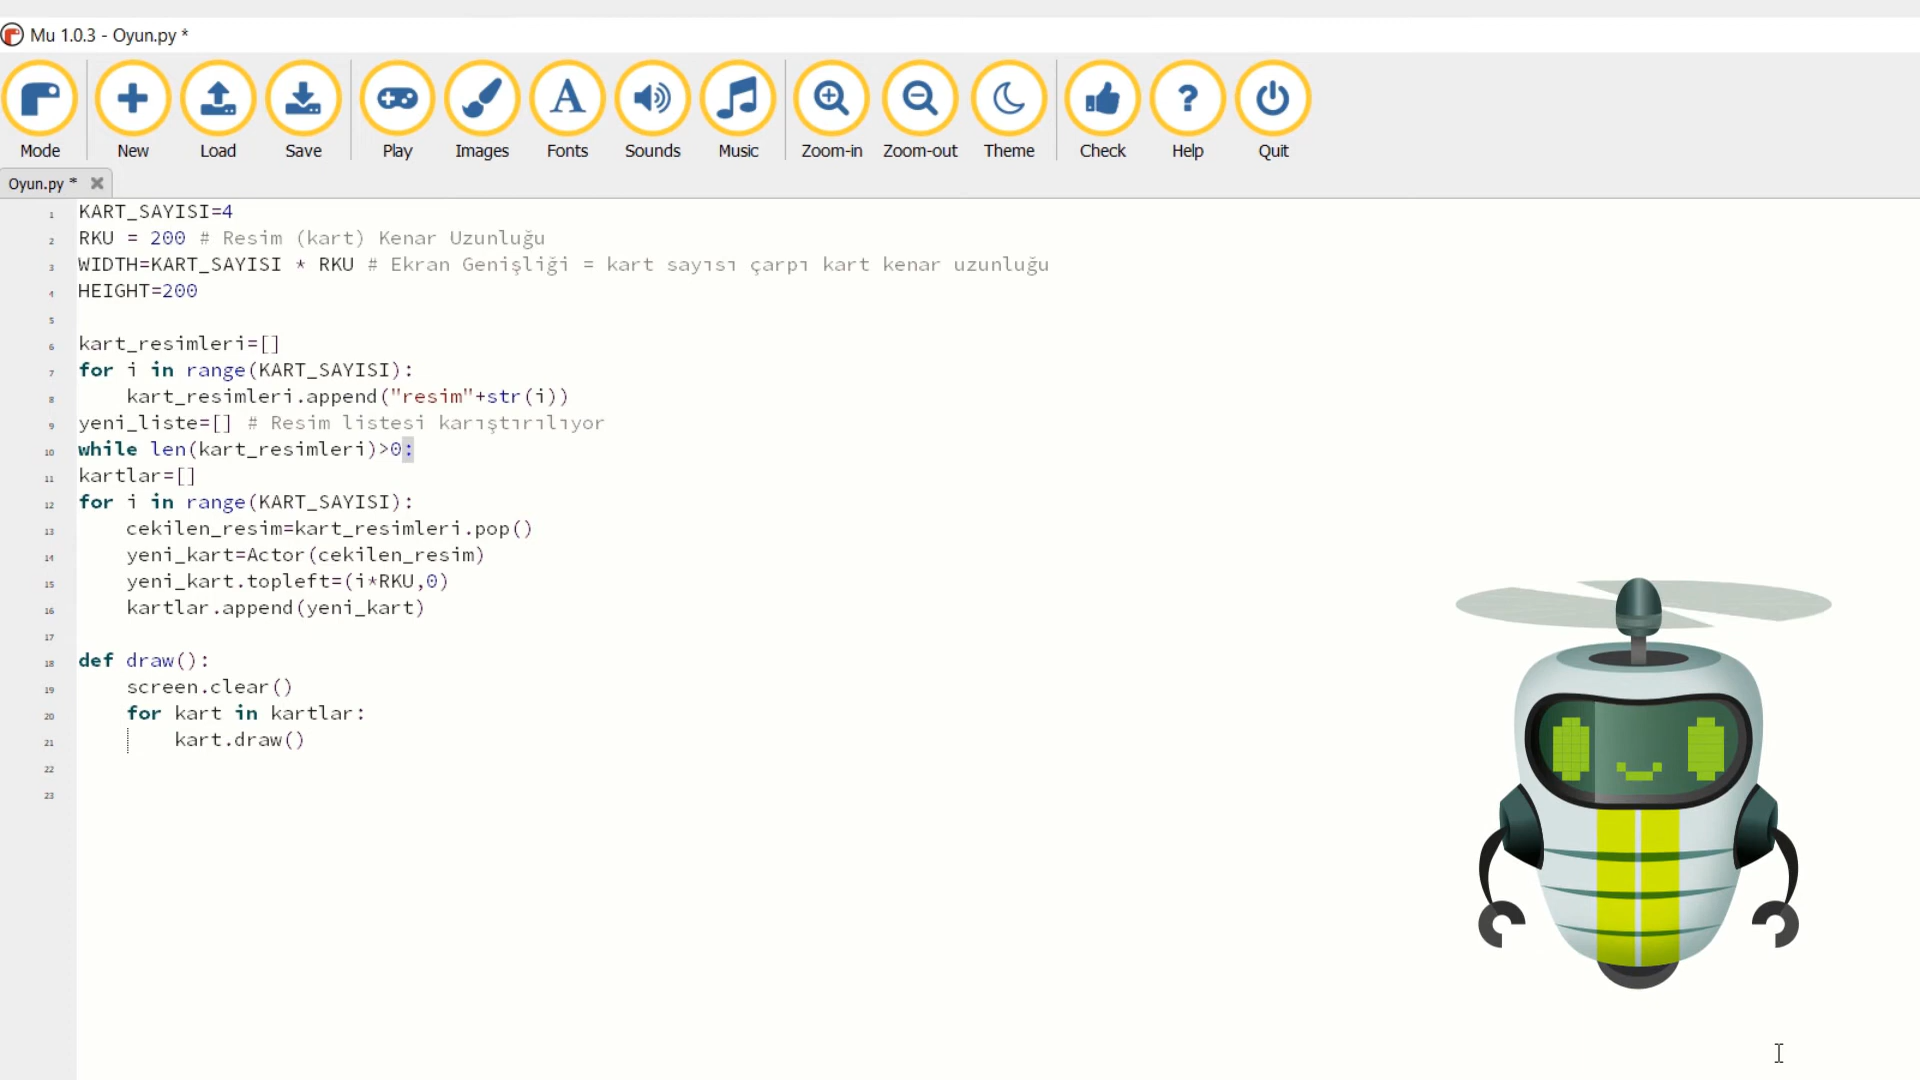 Mu 1.0.3 - Oyun.py *
Mode New Load Save Play Images Fonts Sounds Music Zoom-in Zoom-out Theme Check Help Quit
Oyun.py *
1 KART_SAYISI=4
2 RKU = 200 # Resim (kart) Kenar Uzunluğu
3 WIDTH=KART_SAYISI * RKU # Ekran Genişliği = kart sayısı çarpı kart kenar uzunluğu
4 HEIGHT=200
5
6 kart_resimleri=[]
7 for i in range(KART_SAYISI):
8     kart_resimleri.append("resim"+str(i))
9 yeni_liste=[] # Resim listesi karıştırılıyor
10 while len(kart_resimleri)>0:
11 kartlar=[]
12 for i in range(KART_SAYISI):
13     cekilen_resim=kart_resimleri.pop()
14     yeni_kart=Actor(cekilen_resim)
15     yeni_kart.topleft=(i*RKU,0)
16     kartlar.append(yeni_kart)
17
18 def draw():
19     screen.clear()
20     for kart in kartlar:
21         kart.draw()
22
23